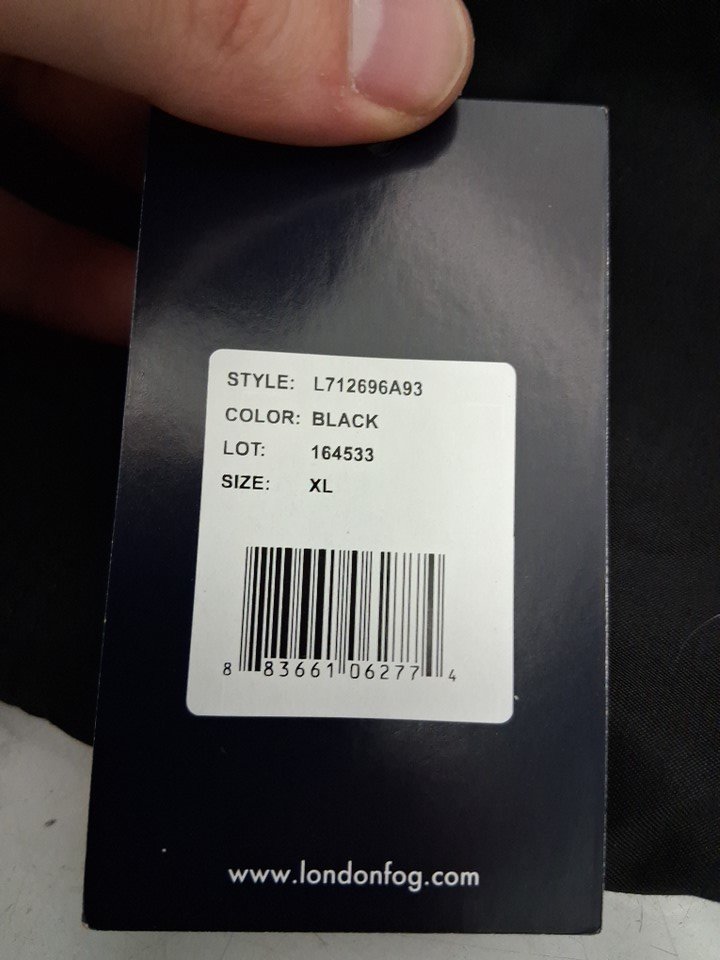 STYLE: L712696A93
COLOR: BLACK
LOT: 164533
SIZE: XL
8 83661 06277 4
www.londonfog.com